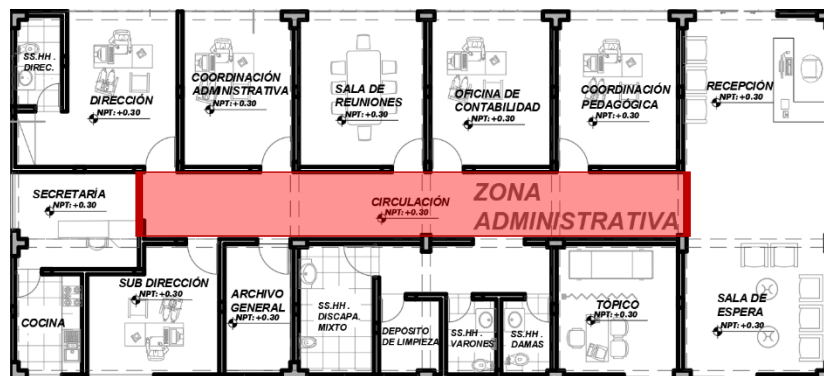 SS.HH.
DIREC.
DIRECCIÓN
NPT:+0.30
COORDINACIÓN
ADMINISTRATIVA
NPT:+0.30
SALA DE
REUNIONES
NPT:+0.30
OFICINA DE
CONTABILIDAD
NPT:+0.30
COORDINACIÓN
PEDAGÓGICA
NPT:+0.30
RECEPCIÓN
NPT:+0.30
SECRETARÍA
NPT:+0.30
CIRCULACIÓN
NPT:+0.30
ZONA
ADMINISTRATIVA
COCINA
SUB DIRECCIÓN
NPT:+0.30
ARCHIVO
GENERAL
NPT:+0.30
SS.HH.
DISCAPA.
MIXTO
DEPOSITO
DE LIMPIEZA
SS.HH.
VARONES
SS.HH.
DAMAS
TOPICO
NPT:+0.30
SALA DE
ESPERA
NPT:+0.30